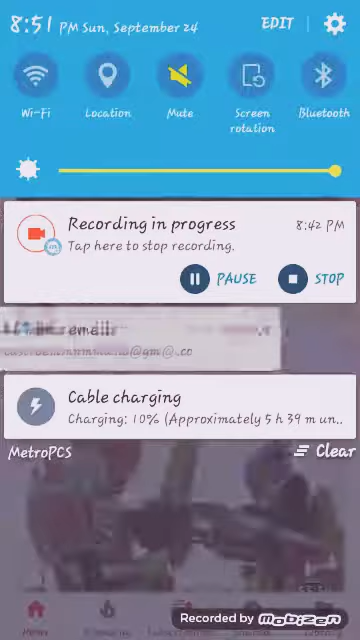 8:51 PM Sun, September 24 EDIT
Wi-Fi Location Mute Screen rotation Bluetooth
Recording in progress 8:42 PM
Tap here to stop recording.
PAUSE STOP
Cable charging
Charging: 10% (Approximately 5 h 39 m un..
MetroPCS Clear
Home
Recorded by MOBIZEN